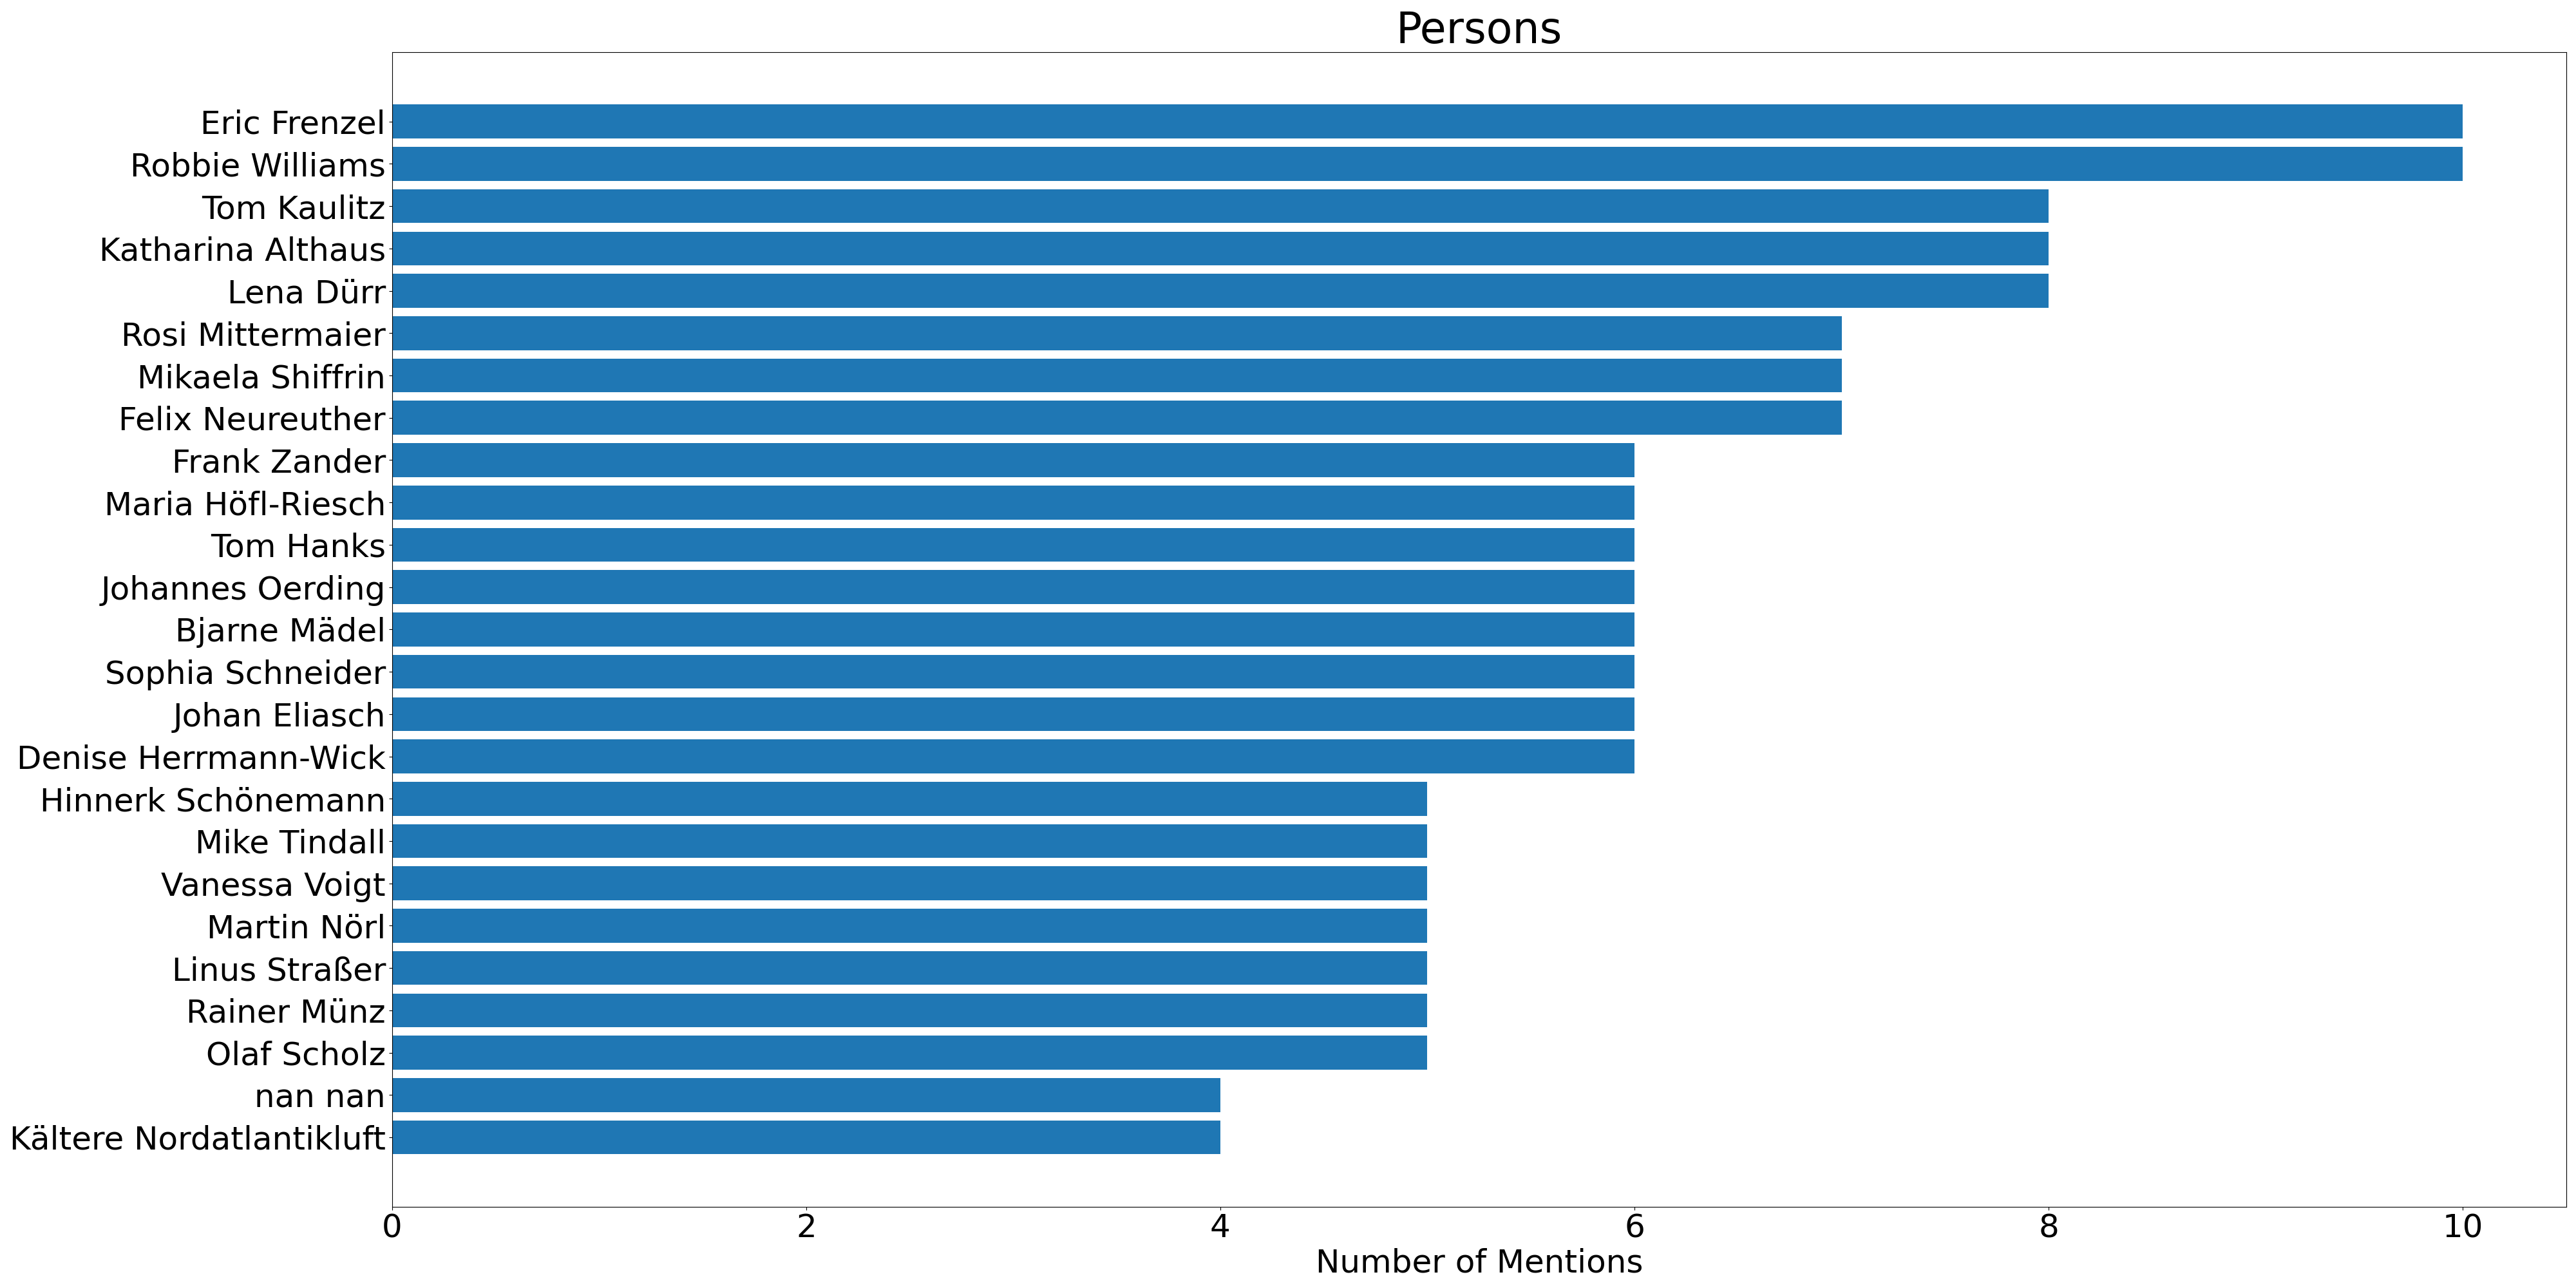 Persons
Eric Frenzel
Robbie Williams
Tom Kaulitz
Katharina Althaus
Lena Dürr
Rosi Mittermaier
Mikaela Shiffrin
Felix Neureuther
Frank Zander
Maria Höfl-Riesch
Tom Hanks
Johannes Oerding
Bjarne Mädel
Sophia Schneider
Johan Eliasch
Denise Herrmann-Wick
Hinnerk Schönemann
Mike Tindall
Vanessa Voigt
Martin Nörl
Linus Straßer
Rainer Münz
Olaf Scholz
nan nan
Kältere Nordatlantikluft
0 2 4 6 8 10
Number of Mentions